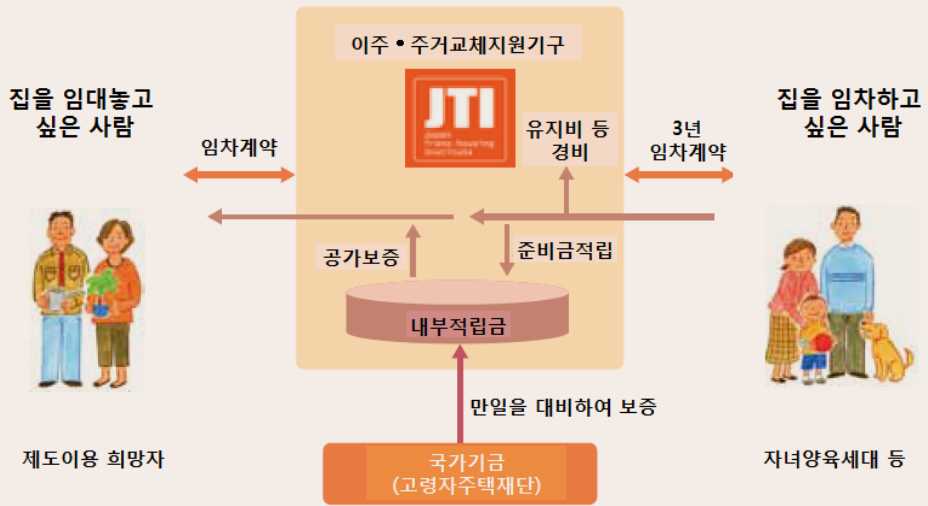 이주•주거교체지원기구
JTI
Japan
Trans-housing
Institute
집을 임대놓고
싶은 사람
집을 임차하고
싶은 사람
임차계약
유지비 등
경비
3년
임차계약
공가보증
준비금적립
내부적립금
만일을 대비하여 보증
제도이용 희망자
국가기금
(고령자주택재단)
자녀양육세대 등